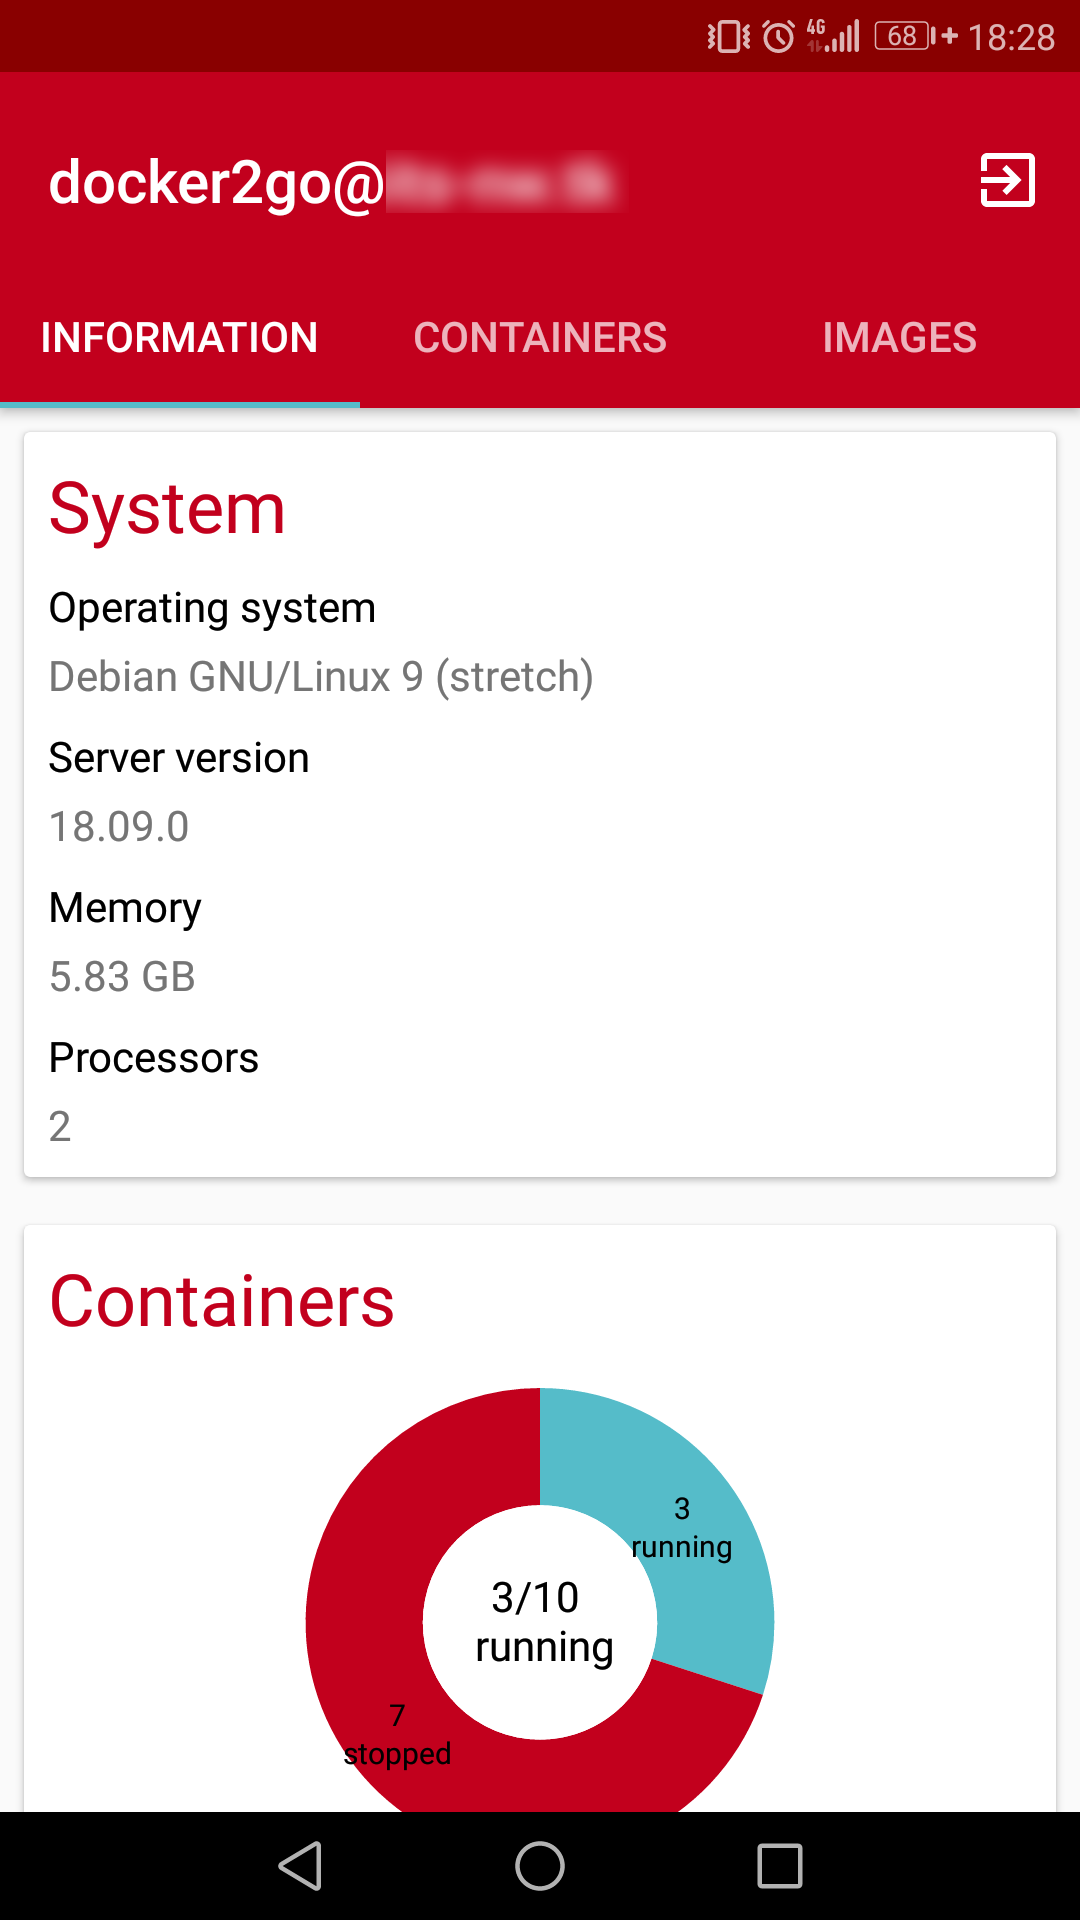 4G 68 18:28
docker2go@
INFORMATION CONTAINERS IMAGES
System
Operating system
Debian GNU/Linux 9 (stretch)
Server version
18.09.0
Memory
5.83 GB
Processors
2
Containers
3
running
3/10
running
7
stopped